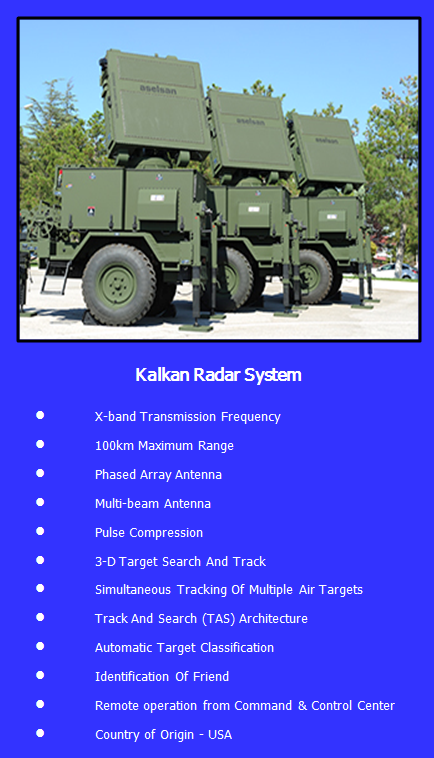 aselsan
aselsan
aselsan
Kalkan Radar System
• X-band Transmission Frequency
• 100km Maximum Range
• Phased Array Antenna
• Multi-beam Antenna
• Pulse Compression
• 3-D Target Search And Track
• Simultaneous Tracking Of Multiple Air Targets
• Track And Search (TAS) Architecture
• Automatic Target Classification
• Identification Of Friend
• Remote operation from Command & Control Center
• Country of Origin - USA